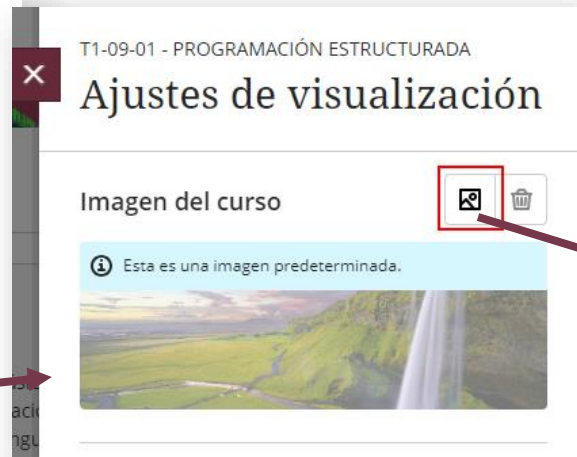 T1-09-01 - PROGRAMACIÓN ESTRUCTURADA
Ajustes de visualización
Imagen del curso
Esta es una imagen predeterminada.